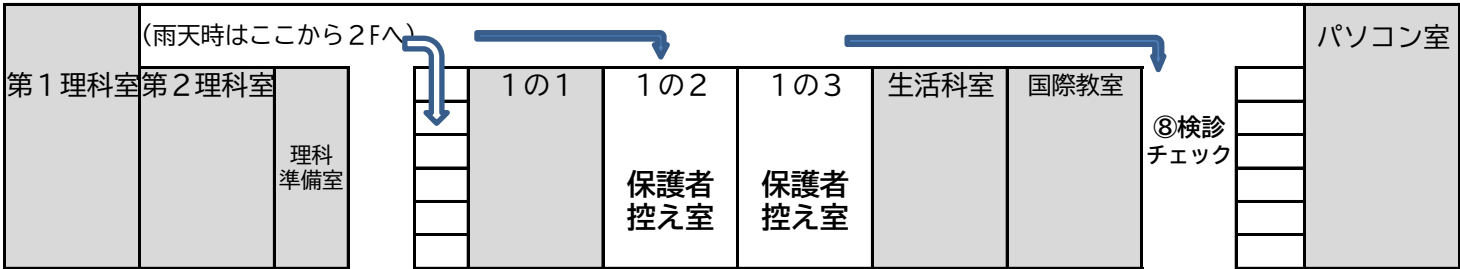 (雨天時はここから２Fへ)
パソコン室
第１理科室
第２理科室
１の１
１の２
１の３
生活科室
国際教室
⑧検診
チェック
理科
準備室
保護者
控え室
保護者
控え室